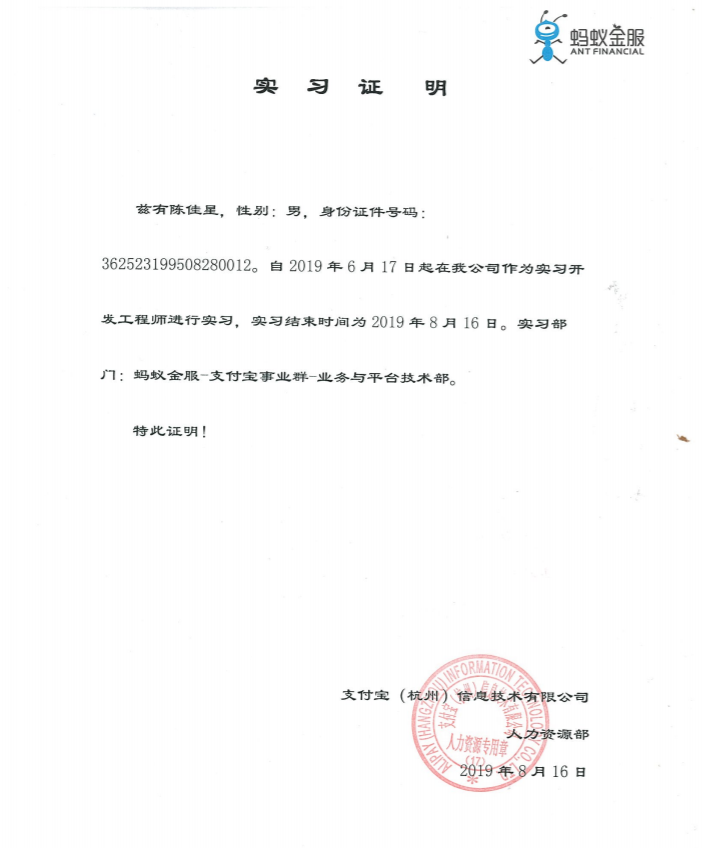 蚂蚁金服
ANT FINANCIAL
实 习 证 明
兹有陈佳星，性别：男，身份证件号码：
362523199508280012。自 2019 年 6 月 17 日起在我公司作为实习开
发工程师进行实习，实习结束时间为 2019 年 8 月 16 日。实习部
门：蚂蚁金服-支付宝事业群-业务与平台技术部。
特此证明！
支付宝（杭州）信息技术有限公司
人力资源部
2019 年 8 月 16 日
ALIPAY (HANGZHOU) INFORMATION TECHNOLOGY CO., LTD.
支付宝（杭州）信息技术有限公司
人力资源专用章
(17)